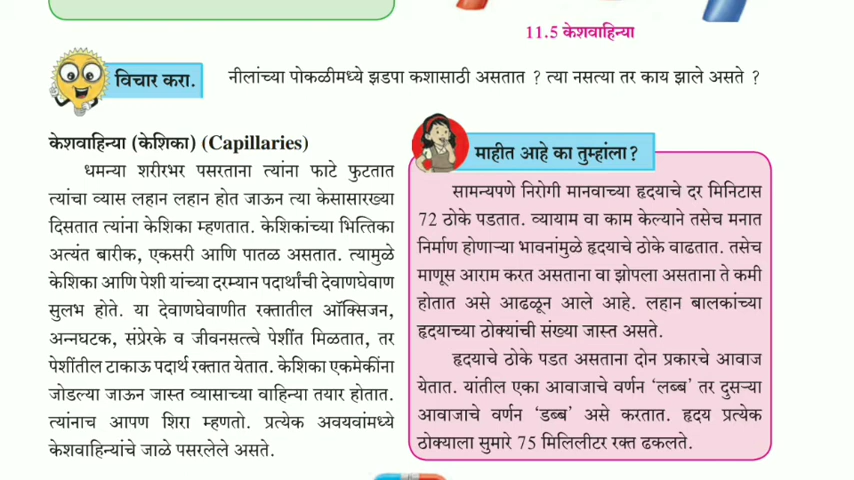 11.5 केशवाहिन्या
विचार करा.
नीलांच्या पोकळीमध्ये झडपा कशासाठी असतात ? त्या नसत्या तर काय झाले असते ?
केशवाहिन्या (केशिका) (Capillaries)
धमन्या शरीरभर पसरताना त्यांना फाटे फुटतात
त्यांचा व्यास लहान लहान होत जाऊन त्या केसासारख्या
दिसतात त्यांना केशिका म्हणतात. केशिकांच्या भित्तिका
अत्यंत बारीक, एकसरी आणि पातळ असतात. त्यामुळे
केशिका आणि पेशी यांच्या दरम्यान पदार्थांची देवाणघेवाण
सुलभ होते. या देवाणघेवाणीत रक्तातील ऑक्सिजन,
अन्नघटक, संप्रेरके व जीवनसत्त्वे पेशींत मिळतात, तर
पेशींतील टाकाऊ पदार्थ रक्तात येतात. केशिका एकमेकींना
जोडल्या जाऊन जास्त व्यासाच्या वाहिन्या तयार होतात.
त्यांनाच आपण शिरा म्हणतो. प्रत्येक अवयवांमध्ये
केशवाहिन्यांचे जाळे पसरलेले असते.
माहीत आहे का तुम्हांला ?
सामन्यपणे निरोगी मानवाच्या हृदयाचे दर मिनिटास
72 ठोके पडतात. व्यायाम वा काम केल्याने तसेच मनात
निर्माण होणाऱ्या भावनांमुळे हृदयाचे ठोके वाढतात. तसेच
माणूस आराम करत असताना वा झोपला असताना ते कमी
होतात असे आढळून आले आहे. लहान बालकांच्या
हृदयाच्या ठोक्यांची संख्या जास्त असते.
हृदयाचे ठोके पडत असताना दोन प्रकारचे आवाज
येतात. यांतील एका आवाजाचे वर्णन ‘लब्ब’ तर दुसऱ्या
आवाजाचे वर्णन ‘डब्ब’ असे करतात. हृदय प्रत्येक
ठोक्याला सुमारे 75 मिलिलीटर रक्त ढकलते.